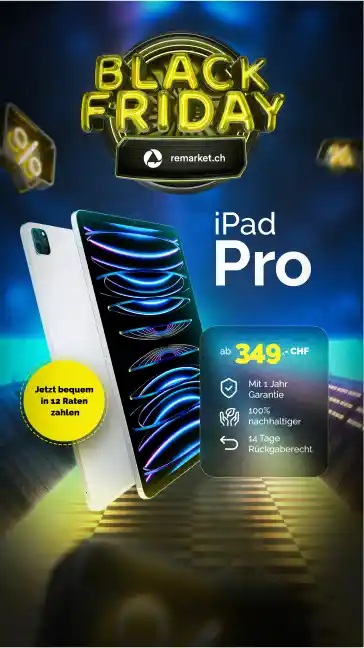 BLACK
FRIDAY
remarket.ch
%
%
iPad
Pro
ab 349.- CHF
Mit 1 Jahr
Garantie
100%
nachhaltiger
14 Tage
Rückgaberecht
Jetzt bequem
in 12 Raten
zahlen